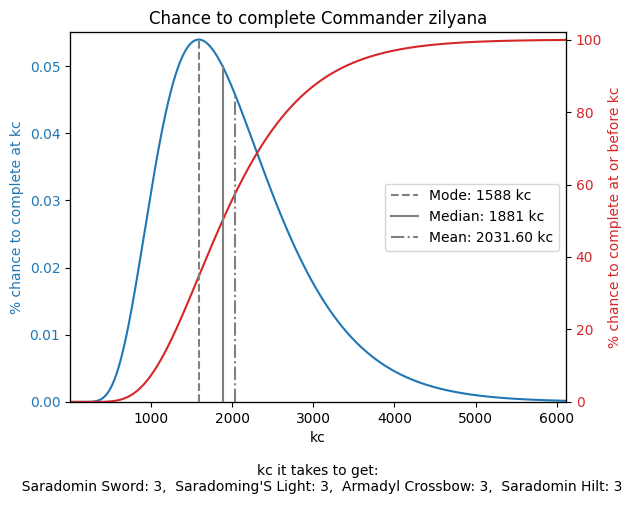 Chance to complete Commander zilyana
% chance to complete at kc
0.05
0.04
0.03
0.02
0.01
0.00
100
80
60
40
20
0
% chance to complete at or before kc
Mode: 1588 kc
Median: 1881 kc
Mean: 2031.60 kc
1000 2000 3000 4000 5000 6000
kc
kc it takes to get:
Saradomin Sword: 3, Saradoming'S Light: 3, Armadyl Crossbow: 3, Saradomin Hilt: 3